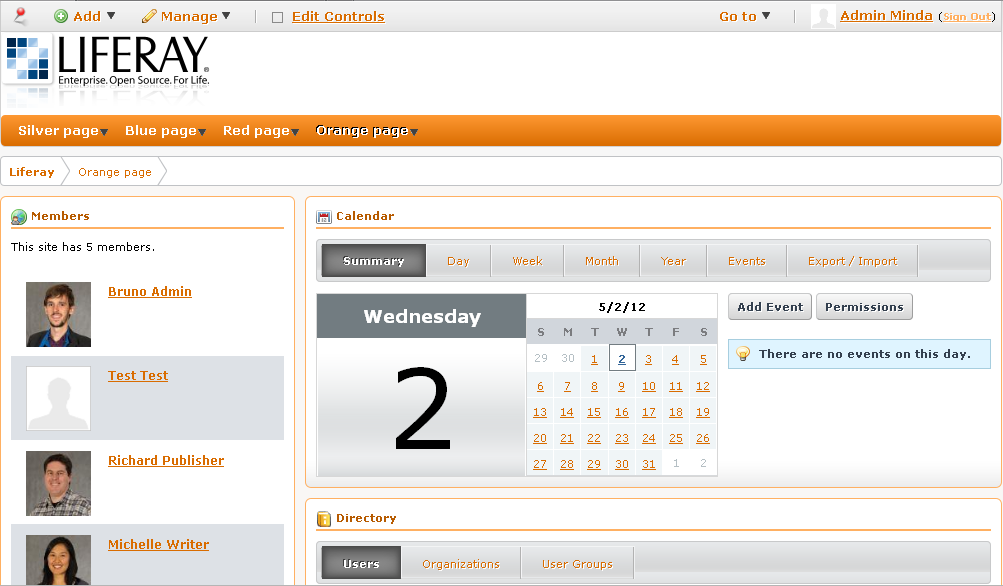 Add Manage Edit Controls Go to Admin Minda (Sign Out)
LIFERAY.
Enterprise. Open Source. For Life.
Silver page Blue page Red page Orange page
Liferay Orange page
Members
This site has 5 members.
Bruno Admin
Test Test
Richard Publisher
Michelle Writer
Calendar
Summary Day Week Month Year Events Export / Import
Wednesday
2
5/2/12
S M T W T F S
29 30 1 2 3 4 5
6 7 8 9 10 11 12
13 14 15 16 17 18 19
20 21 22 23 24 25 26
27 28 29 30 31 1 2
Add Event Permissions
There are no events on this day.
Directory
Users Organizations User Groups